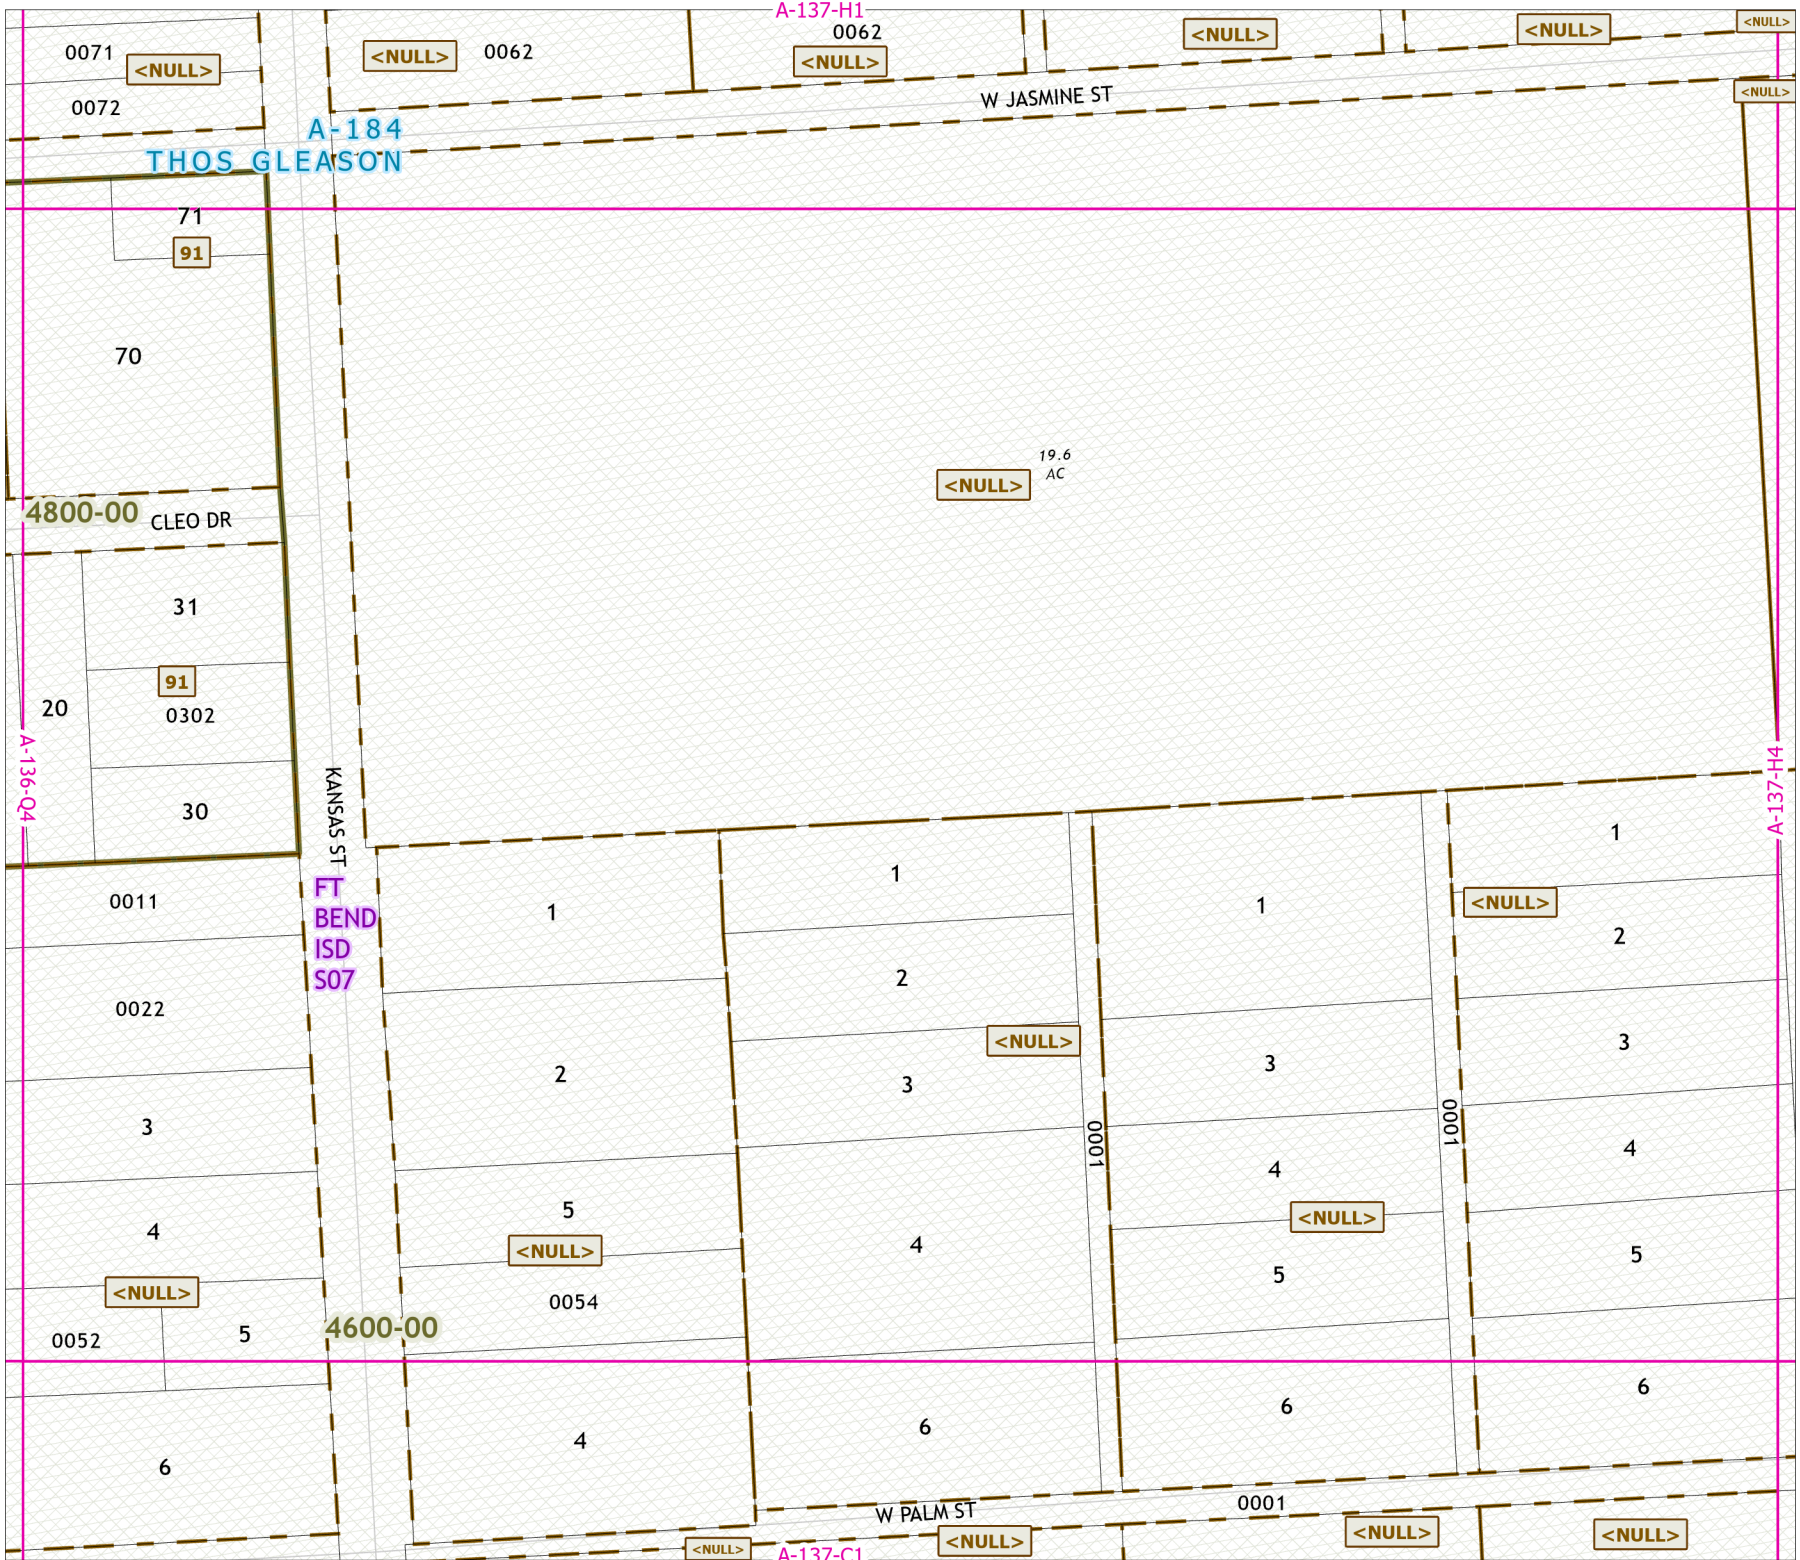 A-137-H1
0071
<NULL>
<NULL>
0062
0062
<NULL>
<NULL>
<NULL>
<NULL>
0072
W JASMINE ST
<NULL>
A-184
THOS GLEASON
71
91
70
19.6
AC
<NULL>
4800-00
CLEO DR
31
91
20
0302
30
A-136-Q4
KANSAS ST
A-137-H4
0011
FT
BEND
ISD
S07
0022
3
4
<NULL>
0052
5
6
4600-00
1
2
5
<NULL>
0054
4
1
2
<NULL>
3
4
6
0001
1
3
4
<NULL>
5
6
0001
1
<NULL>
2
3
4
5
6
W PALM ST
0001
<NULL>
<NULL>
<NULL>
<NULL>
A-137-C1